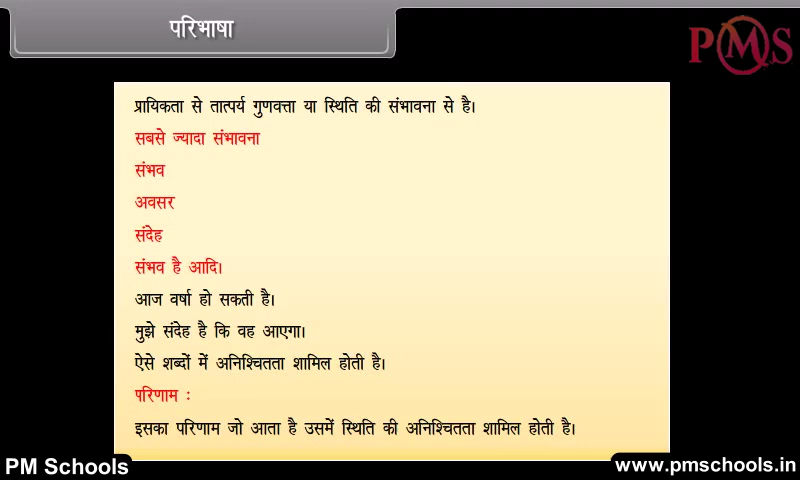 परिभाषा
PMS
प्रायिकता से तात्पर्य गुणवत्ता या स्थिति की संभावना से है।
सबसे ज्यादा संभावना
संभव
अवसर
संदेह
संभव है आदि।
आज वर्षा हो सकती है।
मुझे संदेह है कि वह आएगा।
ऐसे शब्दों में अनिश्चितता शामिल होती है।
परिणाम :
इसका परिणाम जो आता है उसमें स्थिति की अनिश्चितता शामिल होती है।
PM Schools
www.pmschools.in